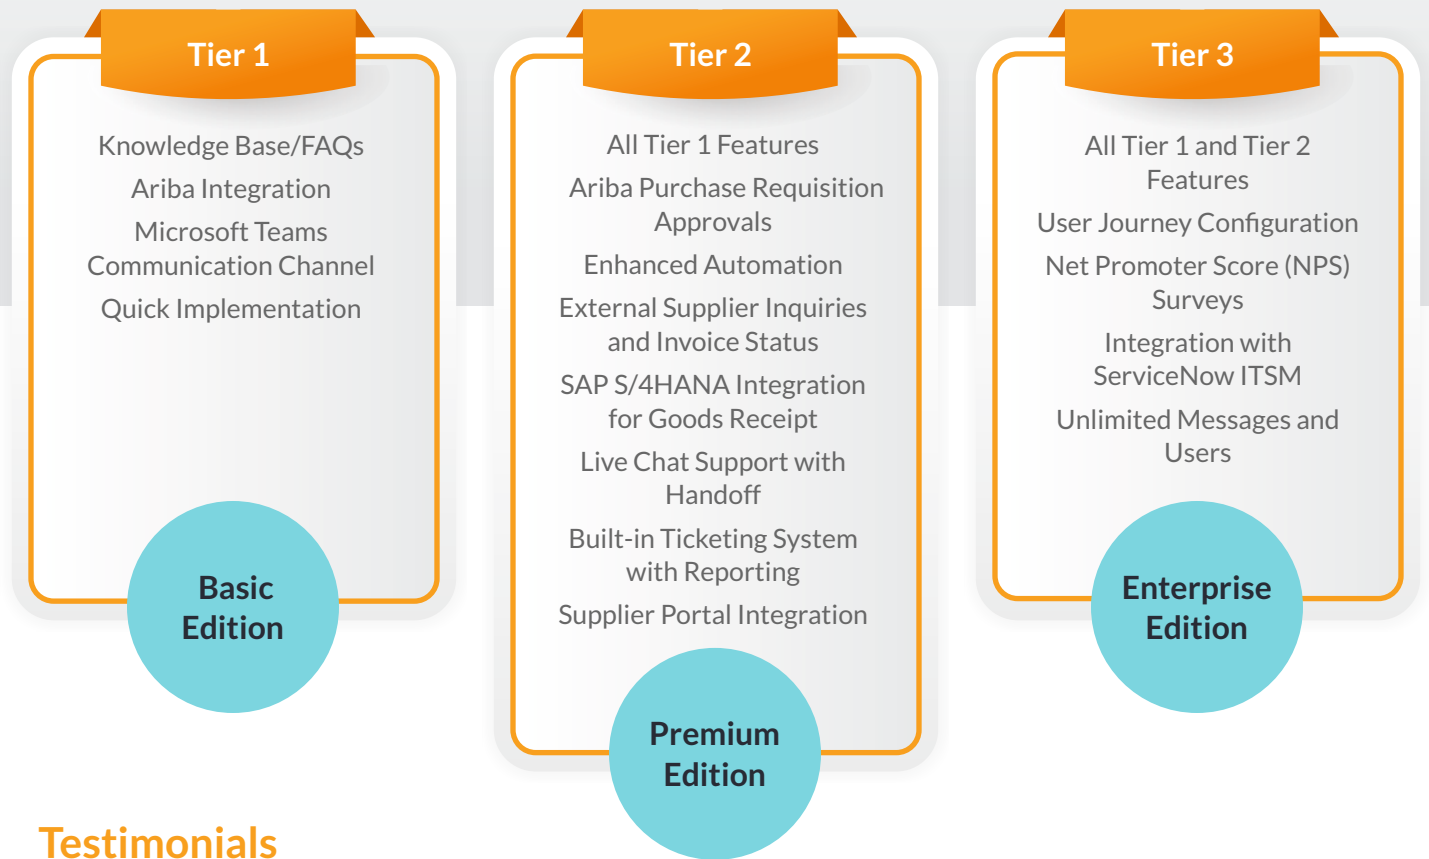 Tier 1
Knowledge Base/FAQs
Ariba Integration
Microsoft Teams
Communication Channel
Quick Implementation
Basic
Edition
Tier 2
All Tier 1 Features
Ariba Purchase Requisition
Approvals
Enhanced Automation
External Supplier Inquiries
and Invoice Status
SAP S/4HANA Integration
for Goods Receipt
Live Chat Support with
Handoff
Built-in Ticketing System
with Reporting
Supplier Portal Integration
Premium
Edition
Tier 3
All Tier 1 and Tier 2
Features
User Journey Configuration
Net Promoter Score (NPS)
Surveys
Integration with
ServiceNow ITSM
Unlimited Messages and
Users
Enterprise
Edition
Testimonials